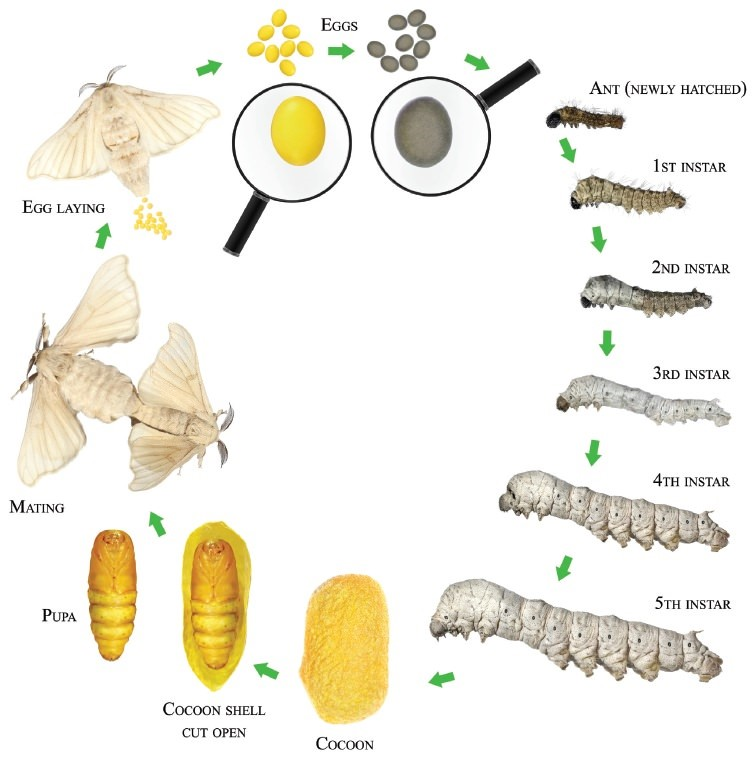 Eggs
Ant (newly hatched)
1st instar
2nd instar
3rd instar
4th instar
5th instar
Cocoon
Cocoon shell
cut open
Pupa
Mating
Egg laying